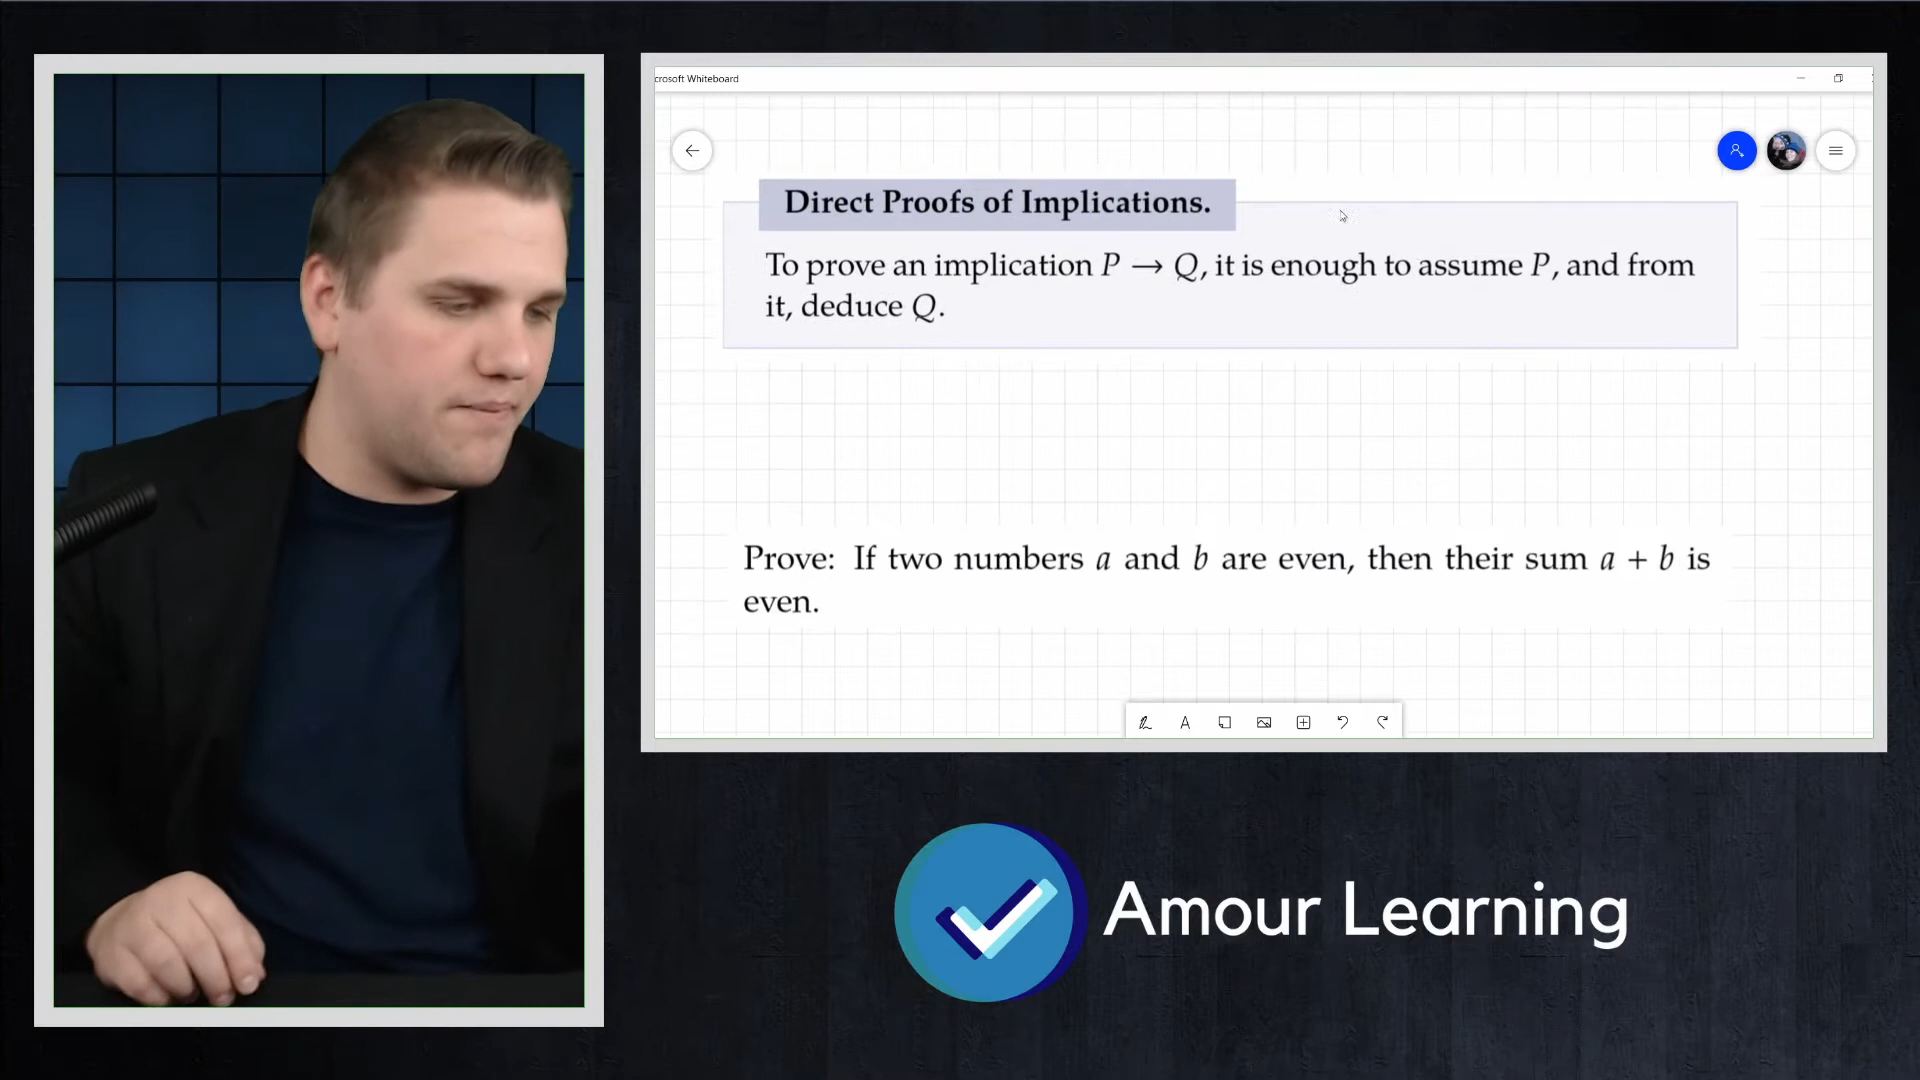 crosoft Whiteboard
Direct Proofs of Implications.
To prove an implication P → Q, it is enough to assume P, and from
it, deduce Q.
Prove: If two numbers a and b are even, then their sum a + b is
even.
A
Amour Learning